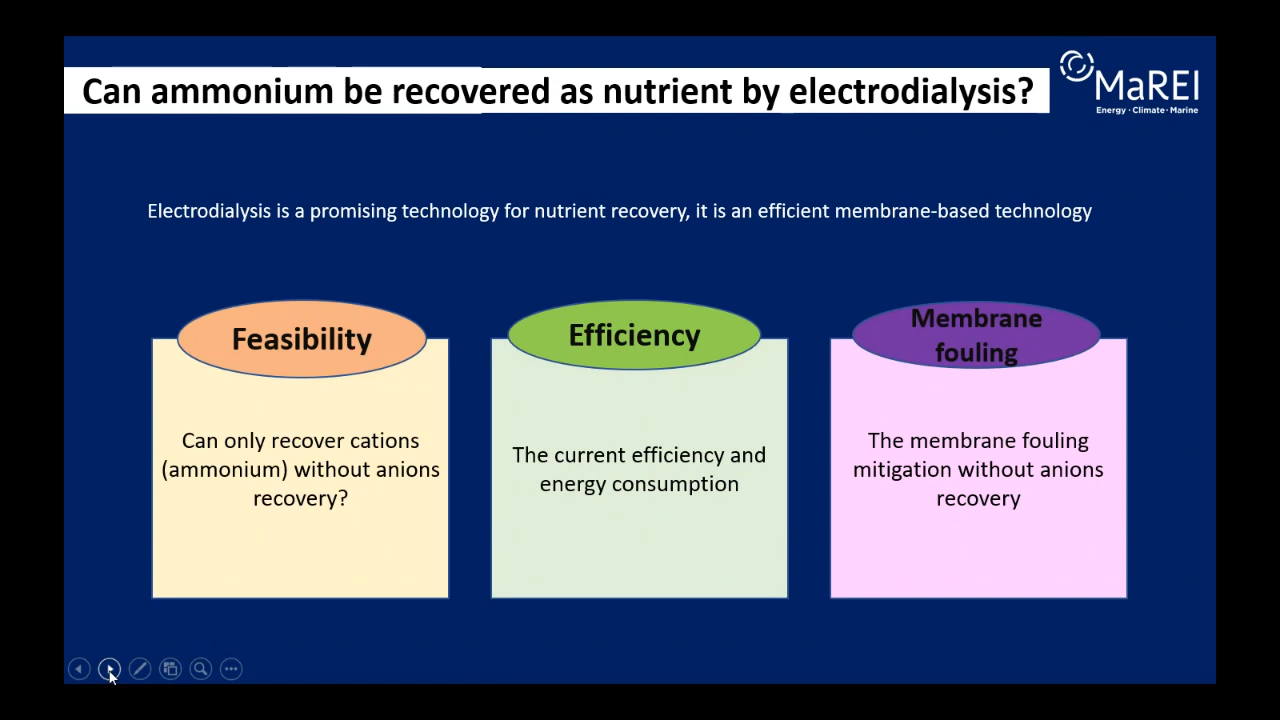 Can ammonium be recovered as nutrient by electrodialysis?
MaREI
Energy · Climate · Marine
Electrodialysis is a promising technology for nutrient recovery, it is an efficient membrane-based technology
Feasibility
Can only recover cations
(ammonium) without anions
recovery?
Efficiency
The current efficiency and
energy consumption
Membrane
fouling
The membrane fouling
mitigation without anions
recovery